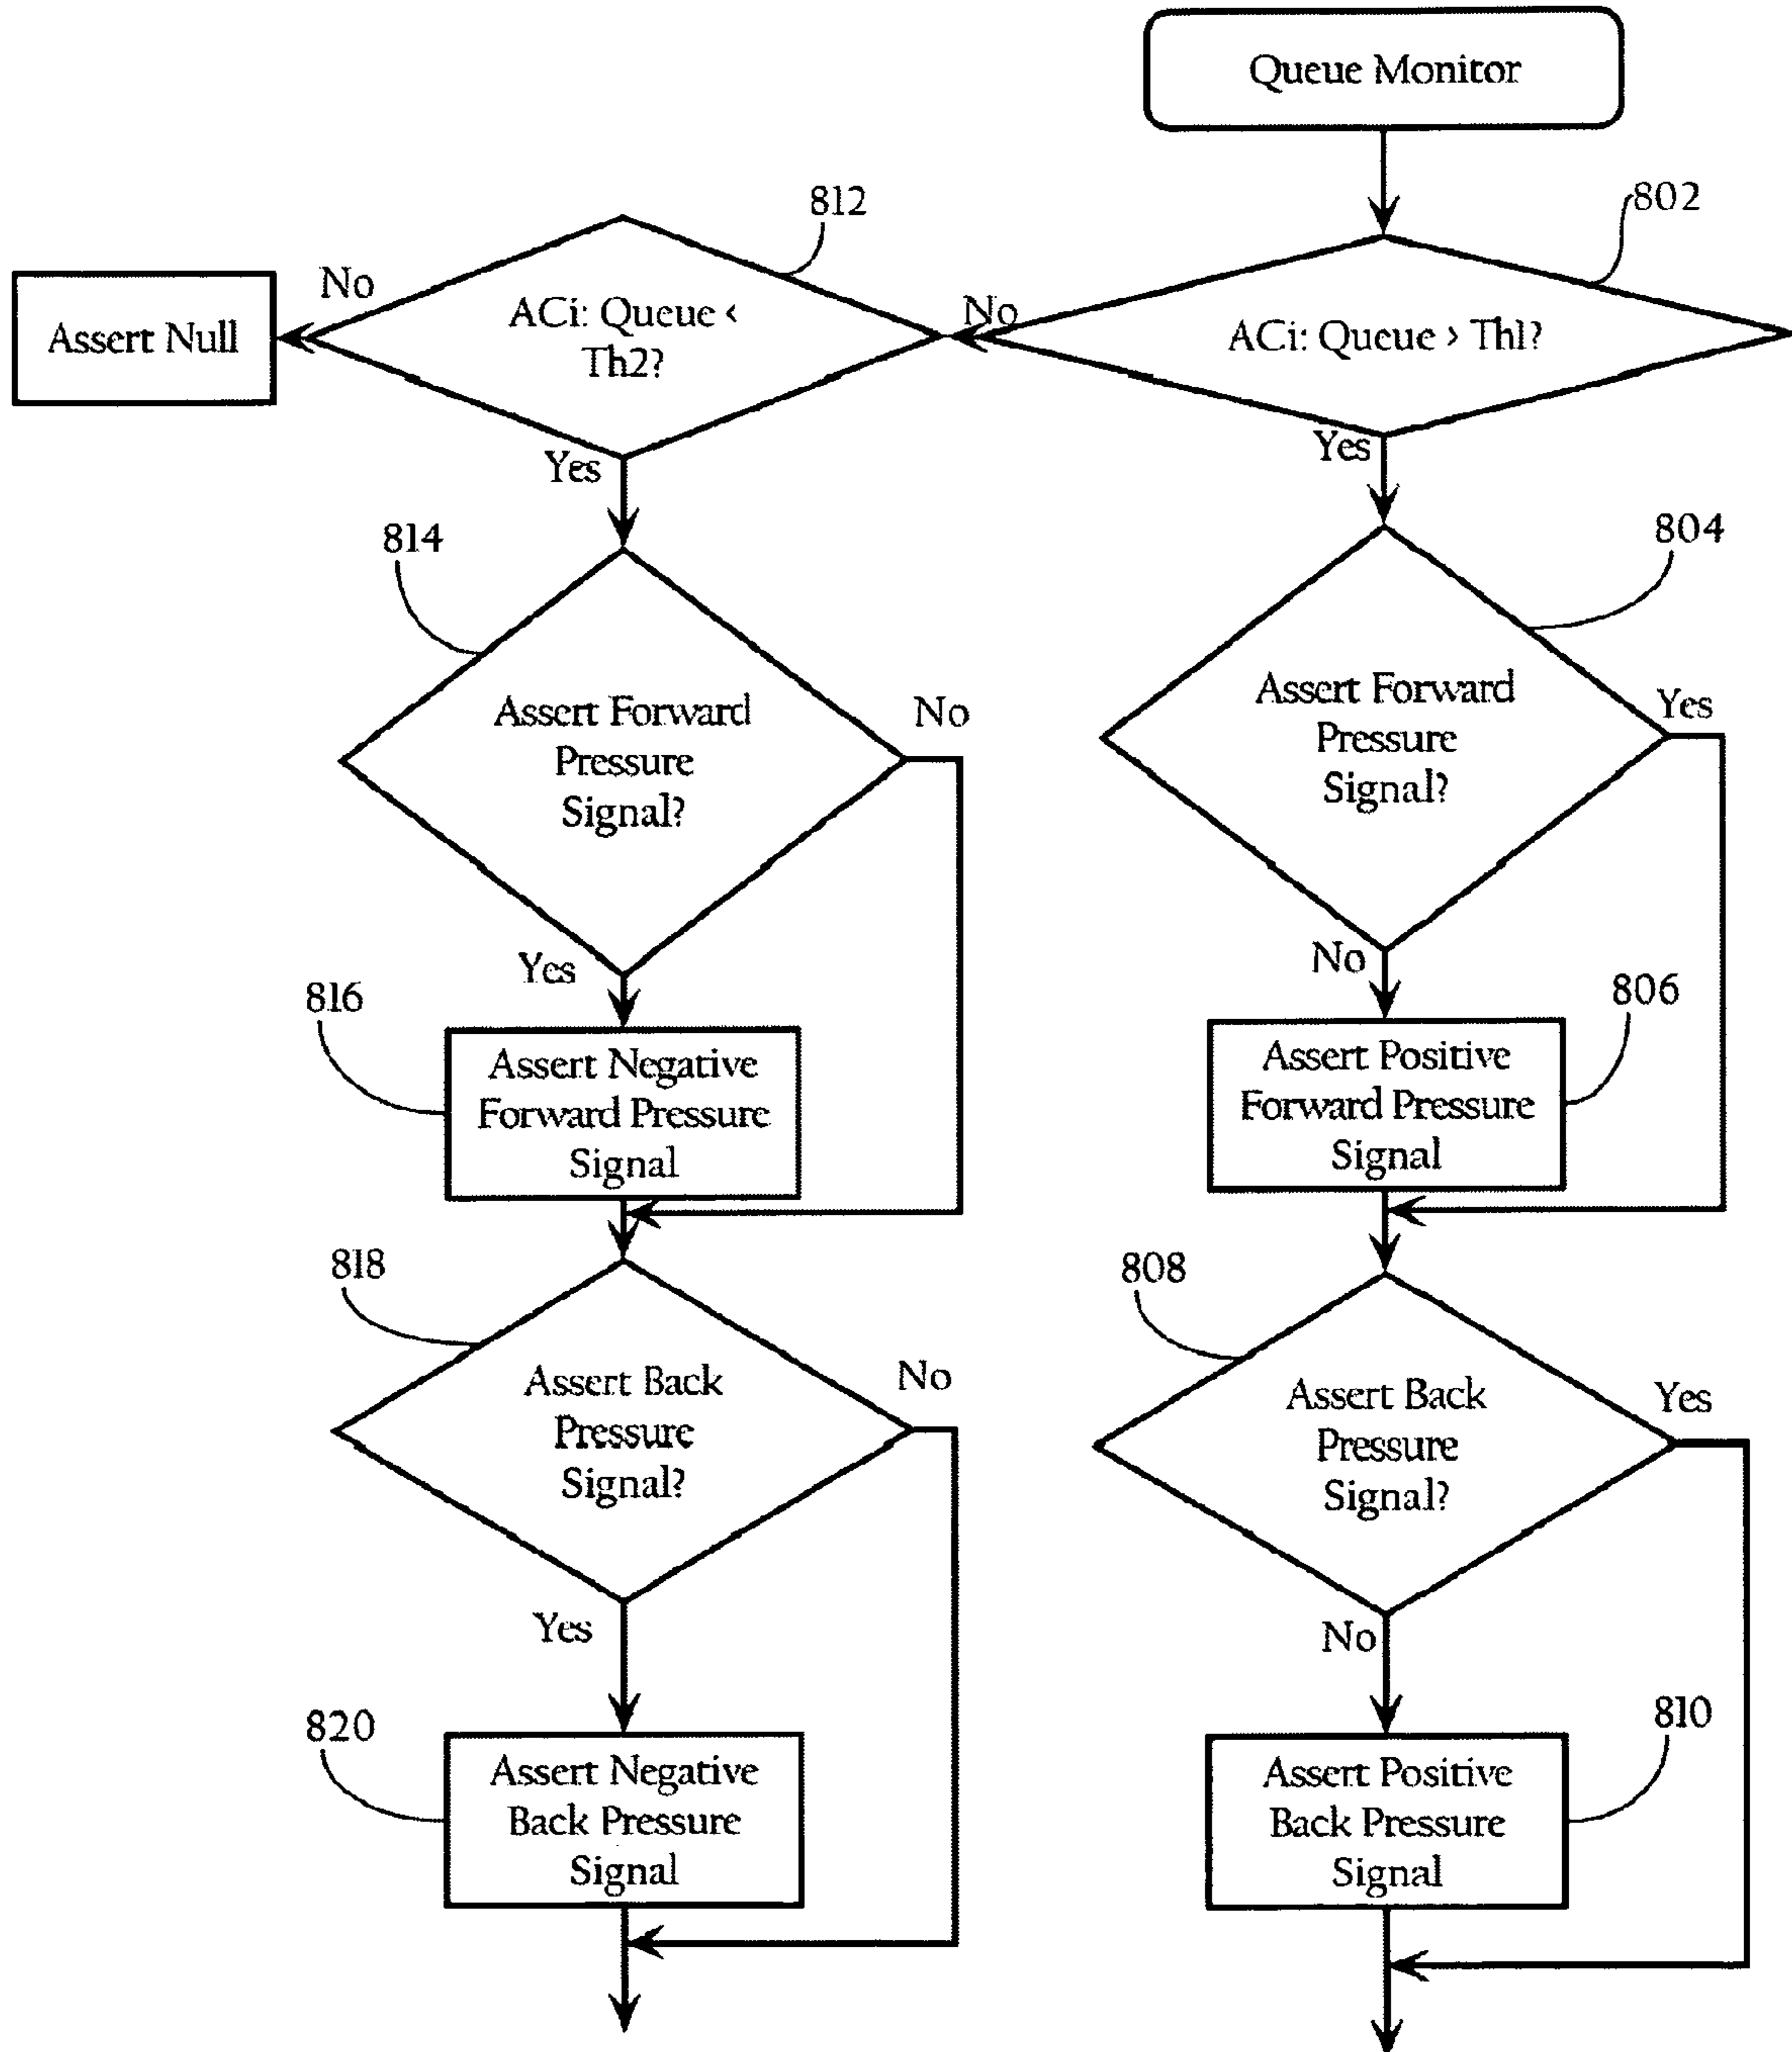 Queue Monitor
812
802
No
Assert Null
ACi: Queue <
Th2?
No
ACi: Queue > Th1?
Yes
Yes
814
804
Assert Forward
Pressure
Signal?
No
Assert Forward
Pressure
Signal?
Yes
Yes
No
816
806
Assert Negative
Forward Pressure
Signal
Assert Positive
Forward Pressure
Signal
818
808
Assert Back
Pressure
Signal?
No
Assert Back
Pressure
Signal?
Yes
Yes
No
820
810
Assert Negative
Back Pressure
Signal
Assert Positive
Back Pressure
Signal